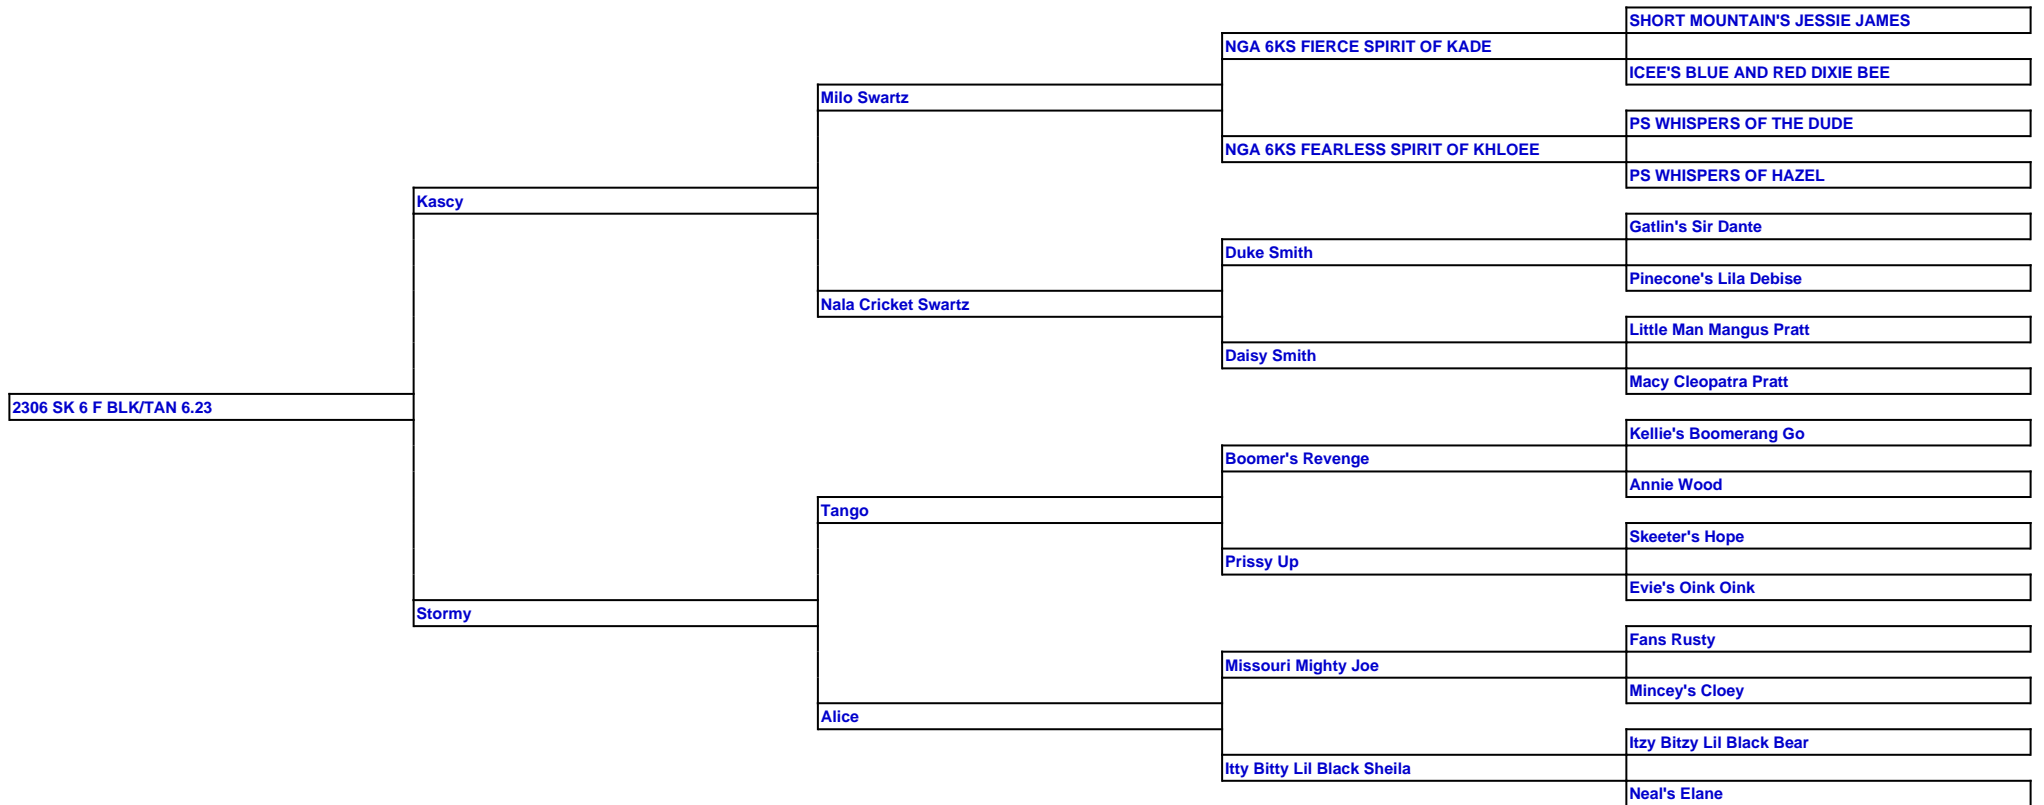 SHORT MOUNTAIN'S JESSIE JAMES
NGA 6KS FIERCE SPIRIT OF KADE
ICEE'S BLUE AND RED DIXIE BEE
Milo Swartz
PS WHISPERS OF THE DUDE
NGA 6KS FEARLESS SPIRIT OF KHLOEE
PS WHISPERS OF HAZEL
Kascy
Gatlin's Sir Dante
Duke Smith
Pinecone's Lila Debise
Nala Cricket Swartz
Little Man Mangus Pratt
Daisy Smith
Macy Cleopatra Pratt
2306 SK 6 F BLK/TAN 6.23
Kellie's Boomerang Go
Boomer's Revenge
Annie Wood
Tango
Skeeter's Hope
Prissy Up
Evie's Oink Oink
Stormy
Fans Rusty
Missouri Mighty Joe
Mincey's Cloey
Alice
Itzy Bitzy Lil Black Bear
Itty Bitty Lil Black Sheila
Neal's Elane